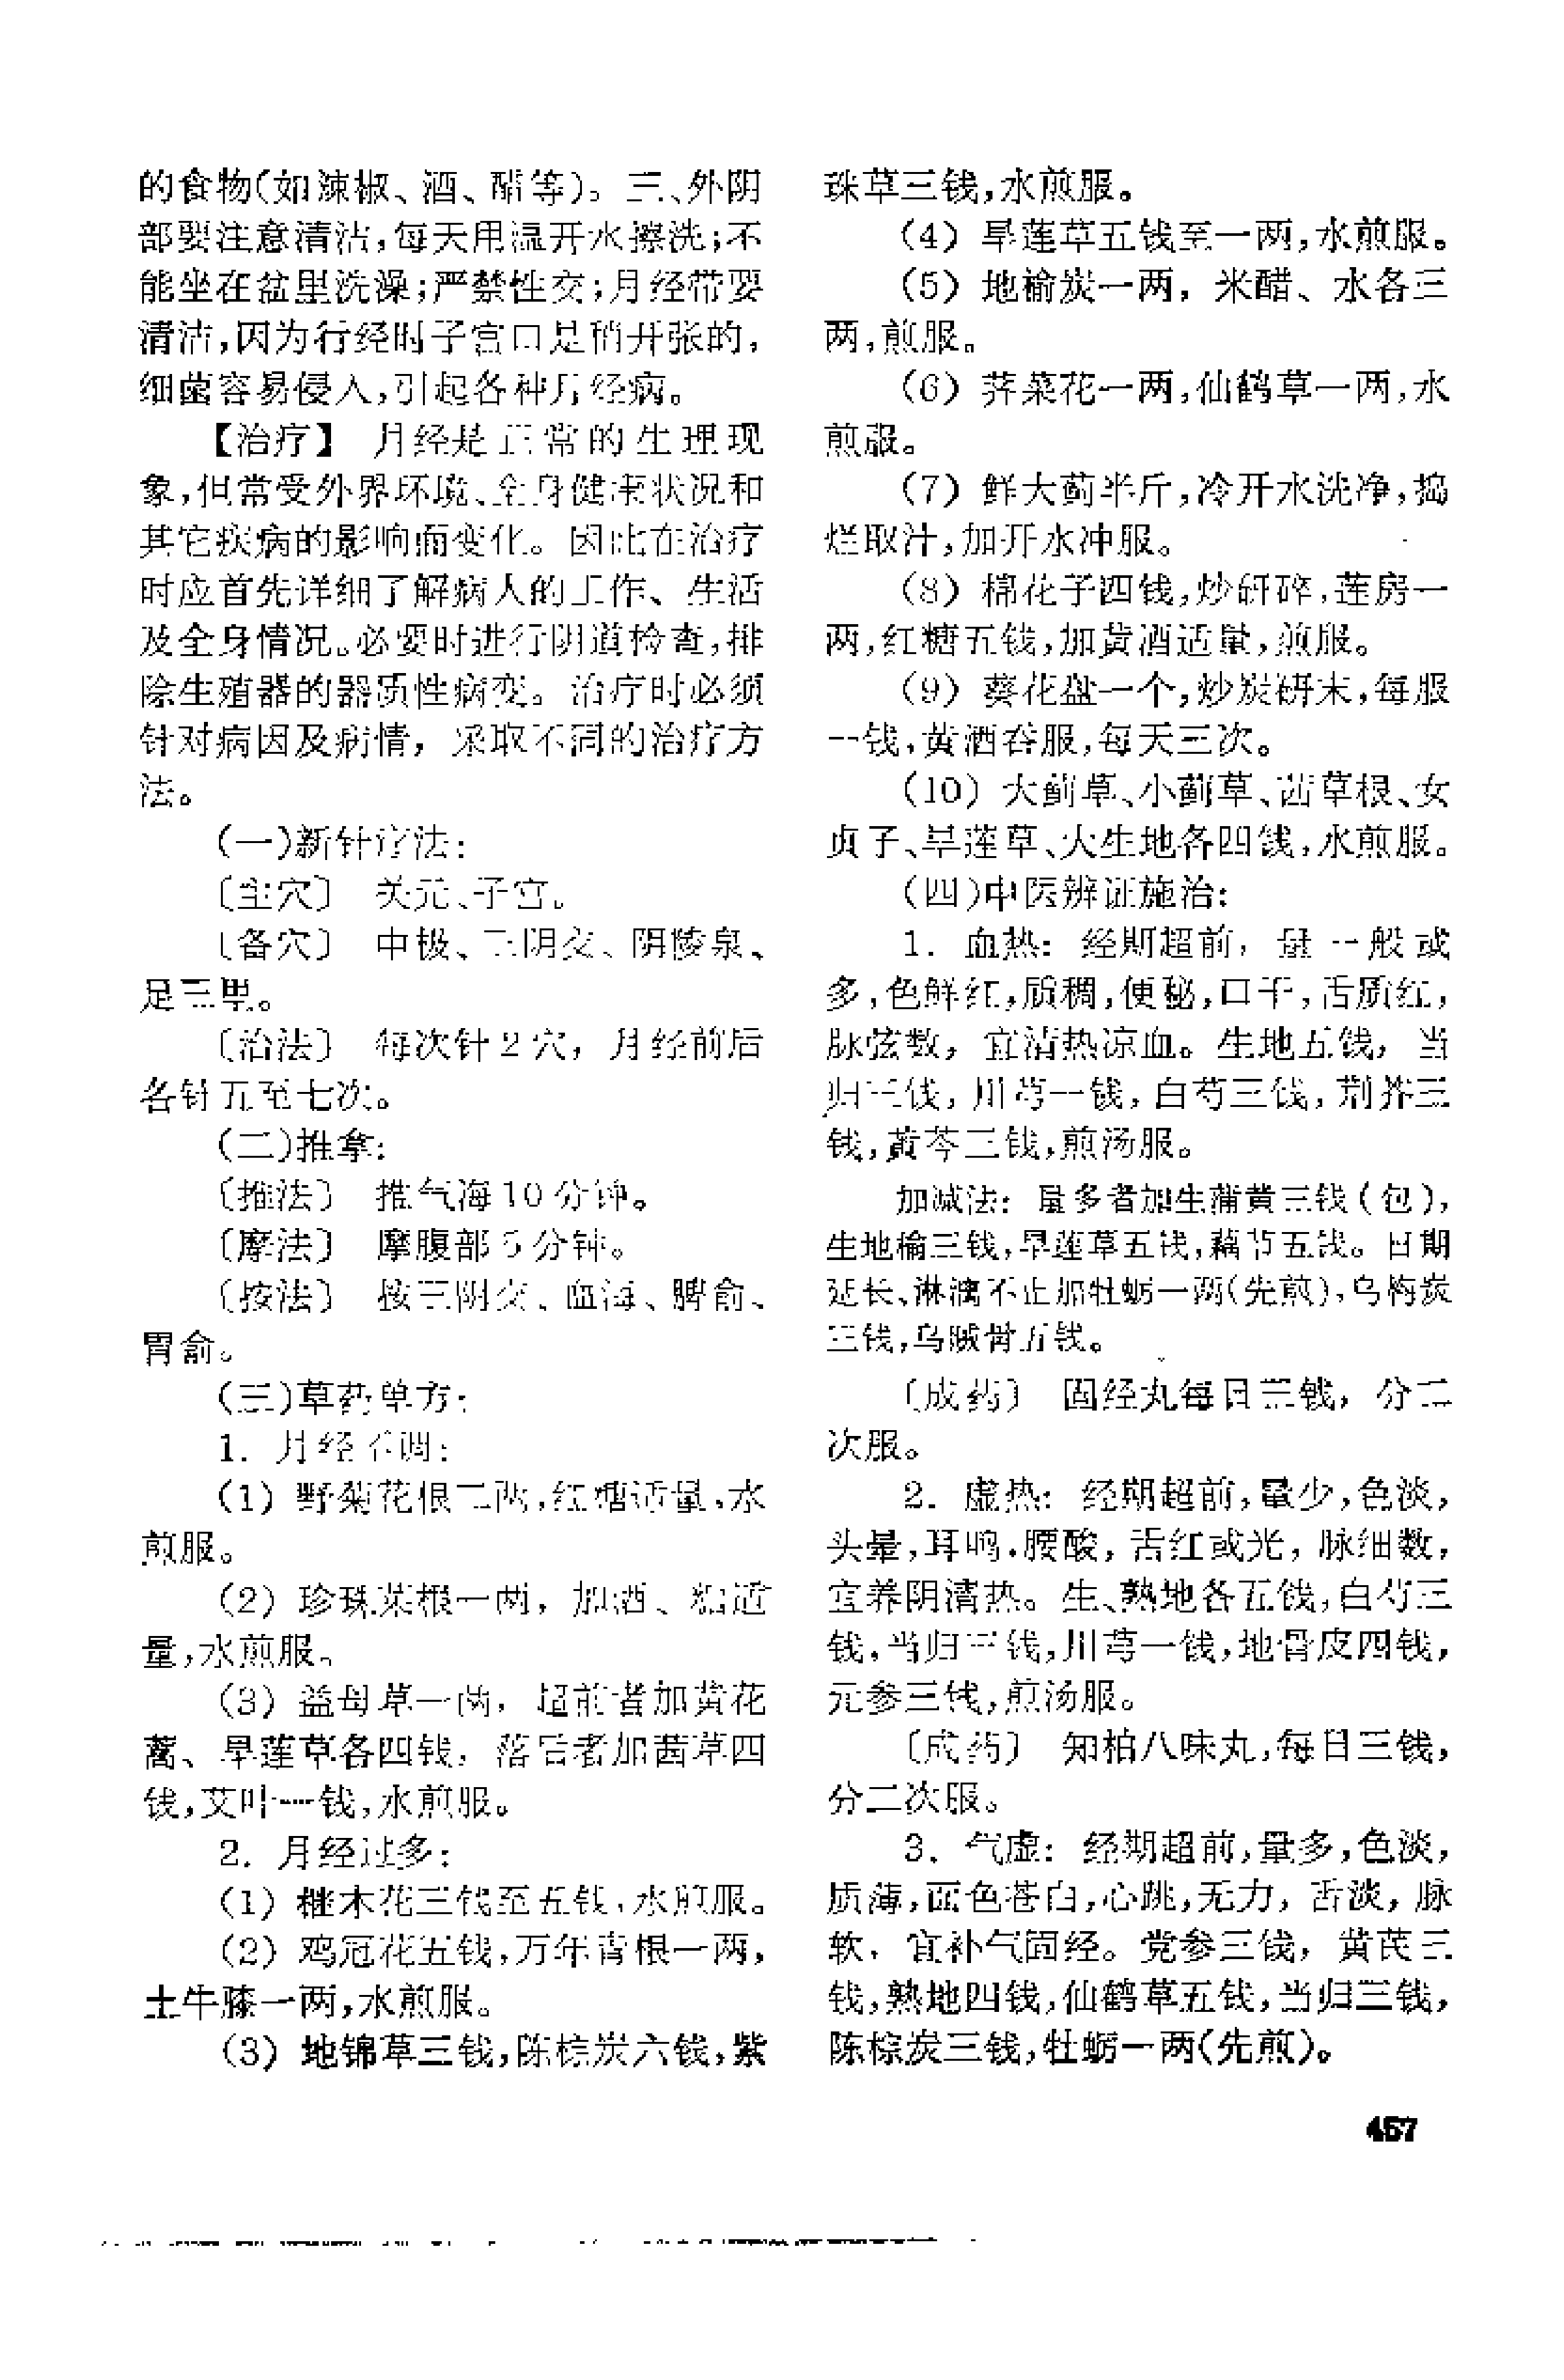 的食物(如辣椒、酒、醋等)。三、外阴
部要注意清洁,每天用温开水擦洗;不
能坐在盆里洗澡;严禁性交;月经带要
清洁,因为行经时子宫口是稍开张的,
细菌容易侵入,引起各种月经病。
【治疗】 月经是正常的生理现
象,但常受外界环境、全身健康状况和
其它疾病的影响而变化。因此在治疗
时应首先详细了解病人的工作、生活
及全身情况。必要时进行阴道检查,排
除生殖器的器质性病变。治疗时必须
针对病因及病情,采取不同的治疗方
法。
(一)新针疗法:
〔主穴〕 关元、子宫。
〔备穴〕 中极、三阴交、阴陵泉、
足三里。
〔治法〕 每次针2穴,月经前后
各针五至七次。
(二)推拿:
〔推法〕 推气海10分钟。
〔摩法〕 摩腹部5分钟。
〔按法〕 按三阴交、血海、脾俞、
胃俞。
(三)草药单方:
1. 月经不调:
(1) 野菊花根二两,红糖适量,水
煎服。
(2) 珍珠菜根一两,加酒、糖适
量,水煎服。
(3) 益母草一两,超前者加黄花
蒿、旱莲草各四钱,落后者加茜草四
钱,艾叶一钱,水煎服。
2. 月经过多:
(1) 檵木花三钱至五钱,水煎服。
(2) 鸡冠花五钱,万年青根一两,
土牛膝一两,水煎服。
(3) 地锦草三钱,陈棕炭六钱,紫
珠草三钱,水煎服。
(4) 旱莲草五钱至一两,水煎服。
(5) 地榆炭一两,米醋、水各三
两,煎服。
(6) 荠菜花一两,仙鹤草一两,水
煎服。
(7) 鲜大蓟半斤,冷开水洗净,捣
烂取汁,加开水冲服。
(8) 棉花子四钱,炒研碎,莲房一
两,红糖五钱,加黄酒适量,煎服。
(9) 葵花盘一个,炒炭研末,每服
一钱,黄酒吞服,每天三次。
(10) 大蓟草、小蓟草、茜草根、女
贞子、旱莲草、大生地各四钱,水煎服。
(四)中医辨证施治:
1. 血热: 经期超前,量一般或
多,色鲜红,质稠,便秘,口干,舌质红,
脉弦数,宜清热凉血。生地五钱,当
归三钱,川芎一钱,白芍三钱,荆芥三
钱,黄芩三钱,煎汤服。
加减法: 量多者加生蒲黄三钱(包),
生地榆三钱,旱莲草五钱,藕节五钱。日期
延长、淋漓不止加牡蛎一两(先煎),乌梅炭
三钱,乌贼骨五钱。
〔成药〕 固经丸每日三钱,分二
次服。
2. 虚热: 经期超前,量少,色淡,
头晕,耳鸣,腰酸,舌红或光,脉细数,
宜养阴清热。生、熟地各五钱,白芍三
钱,当归三钱,川芎一钱,地骨皮四钱,
元参三钱,煎汤服。
〔成药〕 知柏八味丸,每日三钱,
分二次服。
3. 气虚: 经期超前,量多,色淡,
质薄,面色苍白,心跳,无力,舌淡,脉
软,宜补气固经。党参三钱,黄芪三
钱,熟地四钱,仙鹤草五钱,当归三钱,
陈棕炭三钱,牡蛎一两(先煎)。
457